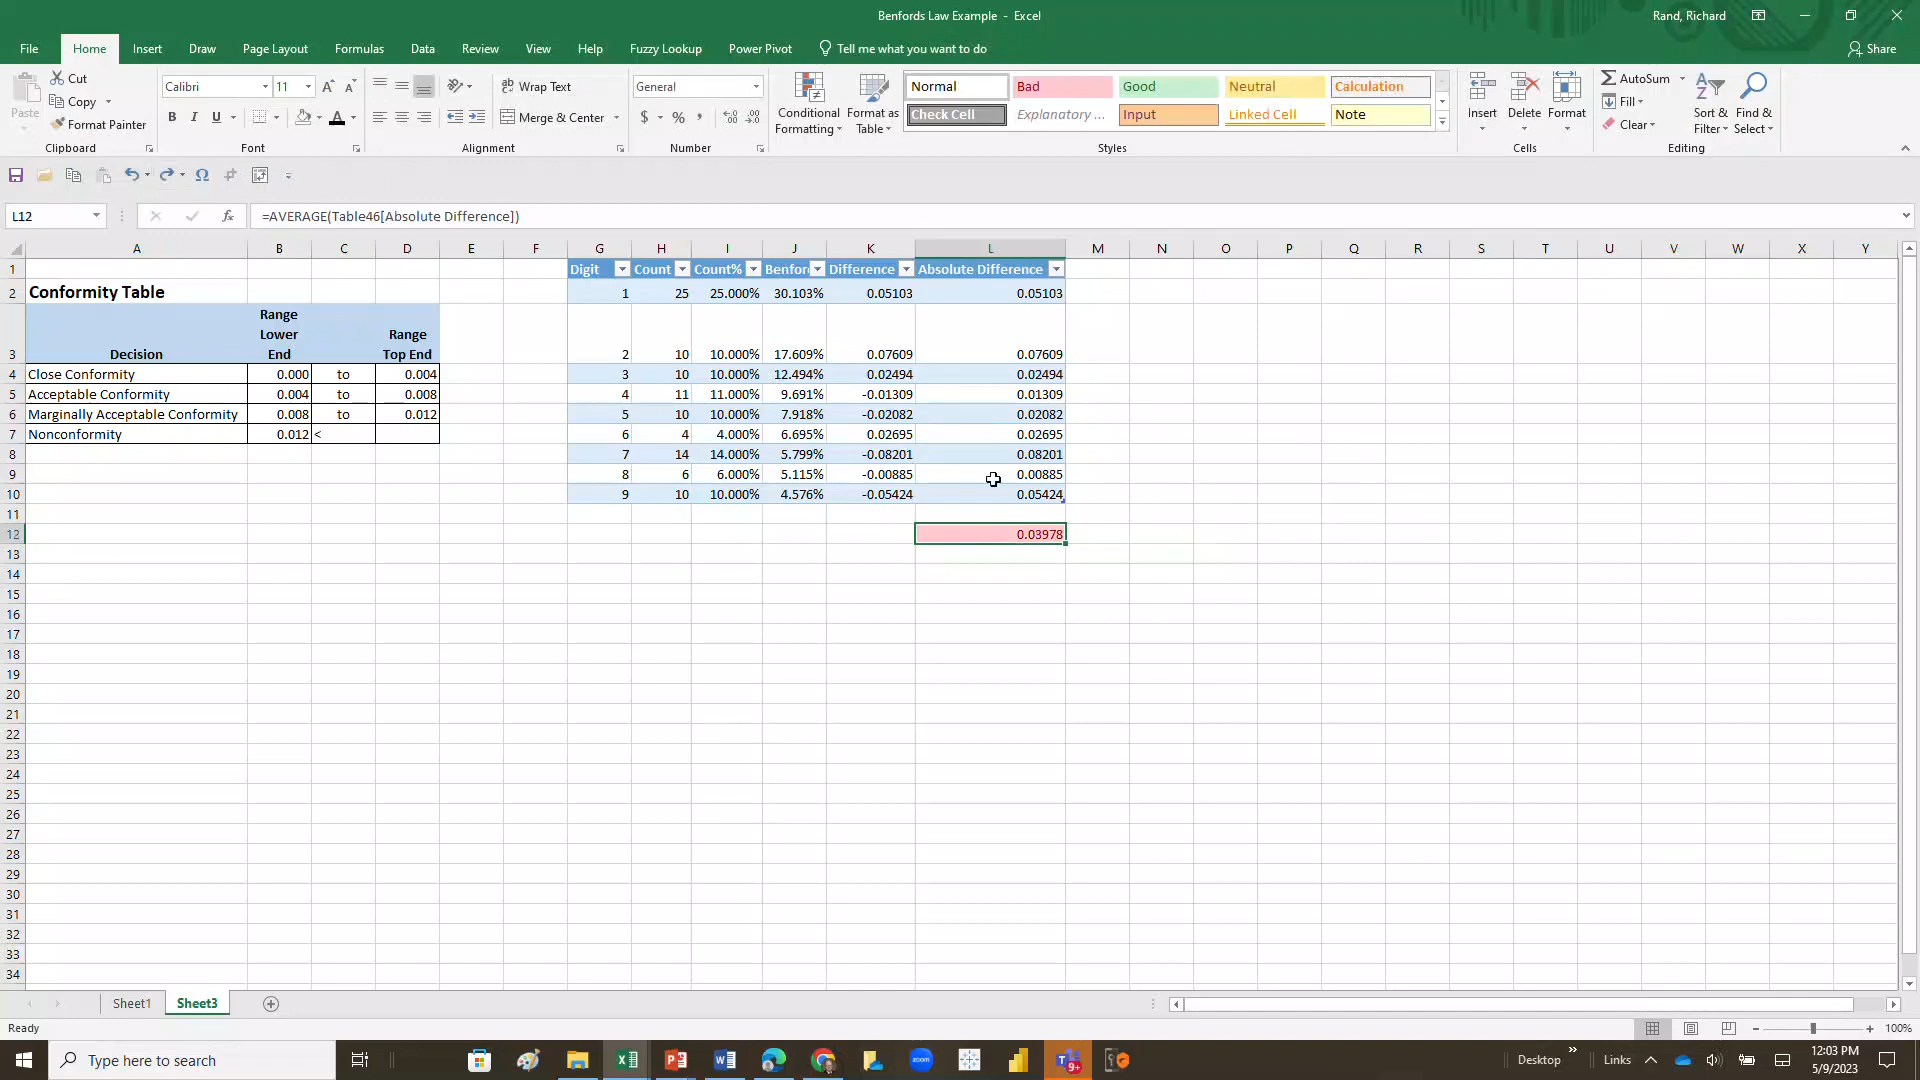 Benfords Law Example - Excel
Rand, Richard
File Home Insert Draw Page Layout Formulas Data Review View Help Fuzzy Lookup Power Pivot Tell me what you want to do
Share
Paste
Cut
Copy
Format Painter
Clipboard
Calibri 11
B I U
Font
Wrap Text
Merge & Center
Alignment
General
$ % ,
Number
Conditional Formatting
Format as Table
Normal Bad Good Neutral Calculation
Check Cell Explanatory ... Input Linked Cell Note
Styles
Insert Delete Format
Cells
AutoSum
Fill
Clear
Sort & Filter
Find & Select
Editing
L12
fx =AVERAGE(Table46[Absolute Difference])
A B C D E F G H I J K L M N O P Q R S T U V W X Y
1 Digit Count Count% Benfor Difference Absolute Difference
2 Conformity Table 1 25 25.000% 30.103% 0.05103 0.05103
3 Decision Range Lower End Range Top End 2 10 10.000% 17.609% 0.07609 0.07609
4 Close Conformity 0.000 to 0.004 3 10 10.000% 12.494% 0.02494 0.02494
5 Acceptable Conformity 0.004 to 0.008 4 11 11.000% 9.691% -0.01309 0.01309
6 Marginally Acceptable Conformity 0.008 to 0.012 5 10 10.000% 7.918% -0.02082 0.02082
7 Nonconformity 0.012 < 6 4 4.000% 6.695% 0.02695 0.02695
8 7 14 14.000% 5.799% -0.08201 0.08201
9 8 6 6.000% 5.115% -0.00885 0.00885
10 9 10 10.000% 4.576% -0.05424 0.05424
11
12 0.03978
13
14
15
16
17
18
19
20
21
22
23
24
25
26
27
28
29
30
31
32
33
34
Sheet1 Sheet3
Ready
100%
Type here to search
zoom
9+
Desktop
Links
12:03 PM
5/9/2023